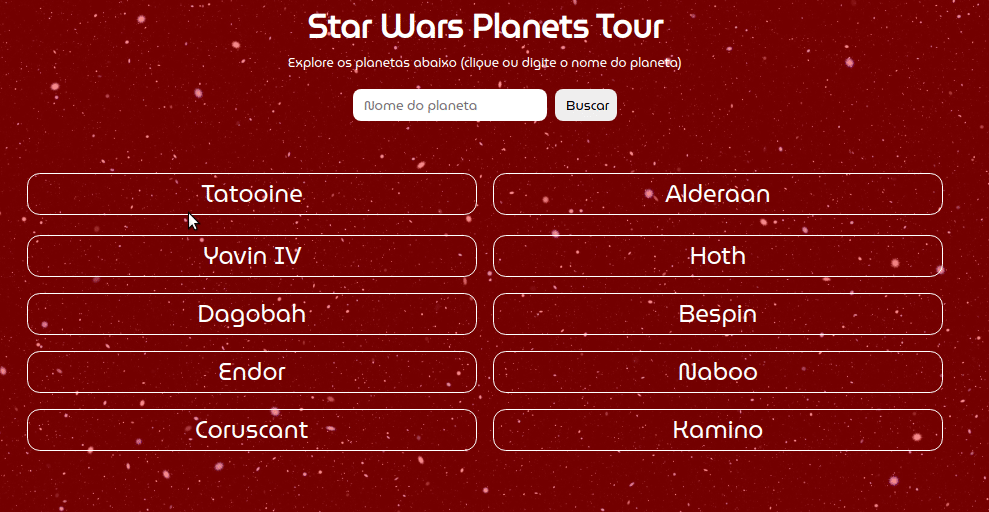 Star Wars Planets Tour
Explore os planetas abaixo (clique ou digite o nome do planeta)
Nome do planeta
Buscar
Tatooine
Alderaan
Yavin IV
Hoth
Dagobah
Bespin
Endor
Naboo
Coruscant
Kamino